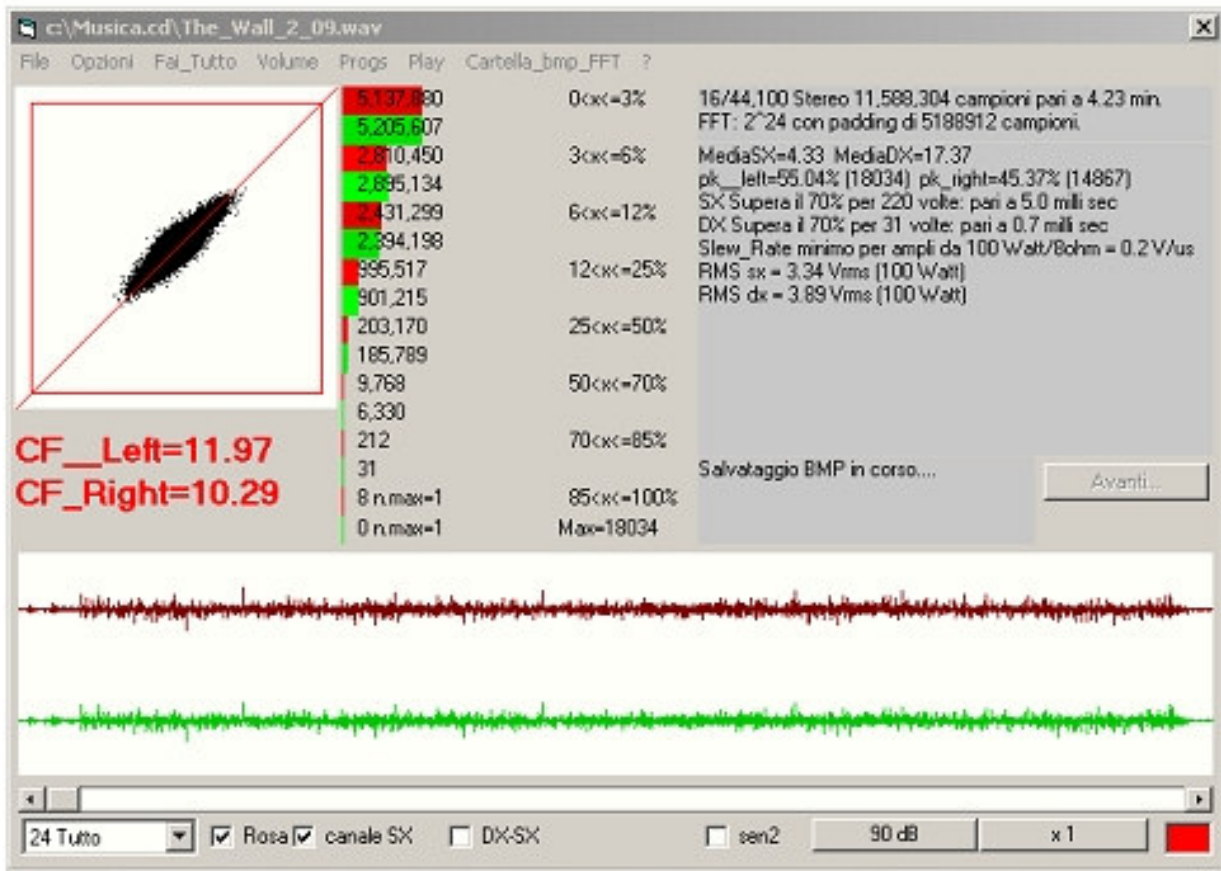 c:\Musica.cd\The_Wall_2_09.wav
File Opzioni Fai_Tutto Volume Progs Play Cartella_bmp_FFT ?
5,137,880 0<x<=3%
5,205,607
2,810,450 3<x<=6%
2,895,134
2,431,299 6<x<=12%
2,394,198
995,517 12<x<=25%
901,215
203,170 25<x<=50%
185,789
9,768 50<x<=70%
6,330
212 70<x<=85%
31
8 n.max=1 85<x<=100%
0 n.max=1 Max=18034
16/44,100 Stereo 11,588,304 campioni pari a 4.23 min.
FFT: 2^24 con padding di 5188912 campioni.
MediaSX=4.33 MediaDX=17.37
pk__left=55.04% (18034) pk_right=45.37% (14867)
SX Supera il 70% per 220 volte: pari a 5.0 milli sec
DX Supera il 70% per 31 volte: pari a 0.7 milli sec
Slew_Rate minimo per ampli da 100 Watt/8ohm = 0.2 V/us
RMS sx = 3.34 Vrms (100 Watt)
RMS dx = 3.89 Vrms (100 Watt)
CF__Left=11.97
CF_Right=10.29
Salvataggio BMP in corso....
Avanti...
24 Tutto Rosa canale SX DX-SX sen2 90 dB x 1